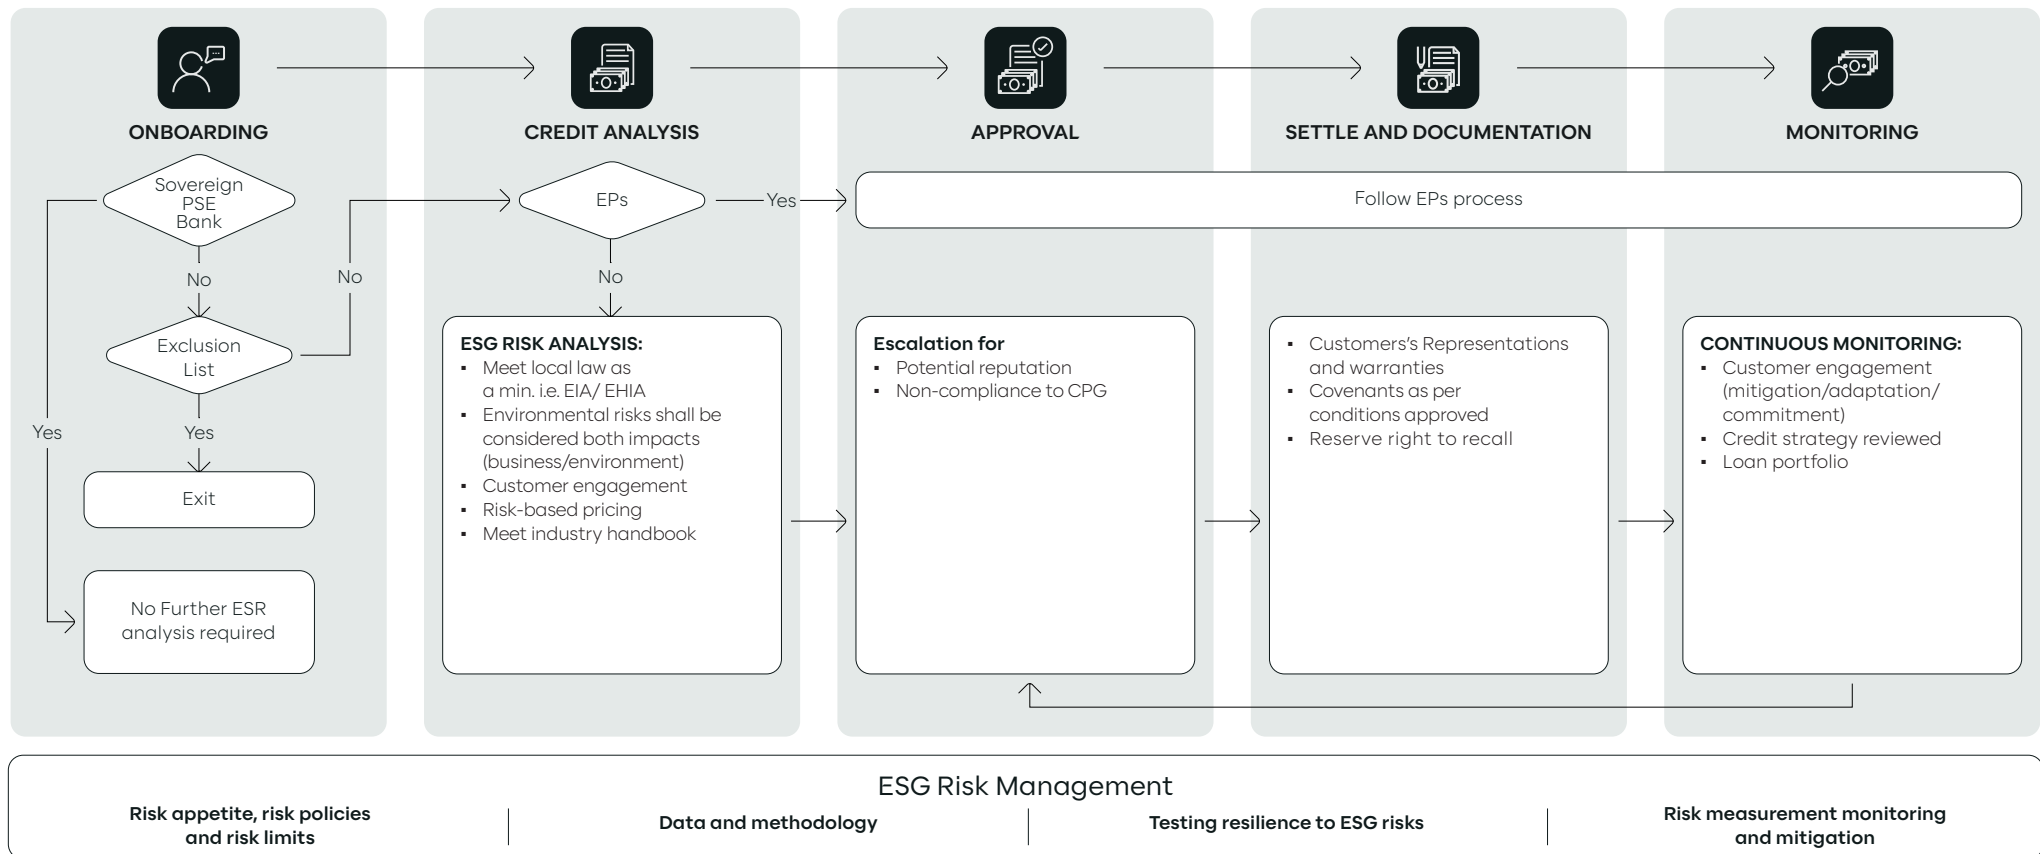 ONBOARDING
Sovereign
PSE
Bank
No
No
Exclusion
List
Yes
Yes
Exit
No Further ESR
analysis required
CREDIT ANALYSIS
EPs
Yes
No
ESG RISK ANALYSIS:
▪ Meet local law as
a min. i.e. EIA/ EHIA
▪ Environmental risks shall be
considered both impacts
(business/environment)
▪ Customer engagement
▪ Risk-based pricing
▪ Meet industry handbook
APPROVAL
SETTLE AND DOCUMENTATION
MONITORING
Follow EPs process
Escalation for
▪ Potential reputation
▪ Non-compliance to CPG
▪ Customers's Representations
and warranties
▪ Covenants as per
conditions approved
▪ Reserve right to recall
CONTINUOUS MONITORING:
▪ Customer engagement
(mitigation/adaptation/
commitment)
▪ Credit strategy reviewed
▪ Loan portfolio
ESG Risk Management
Risk appetite, risk policies
and risk limits
Data and methodology
Testing resilience to ESG risks
Risk measurement monitoring
and mitigation